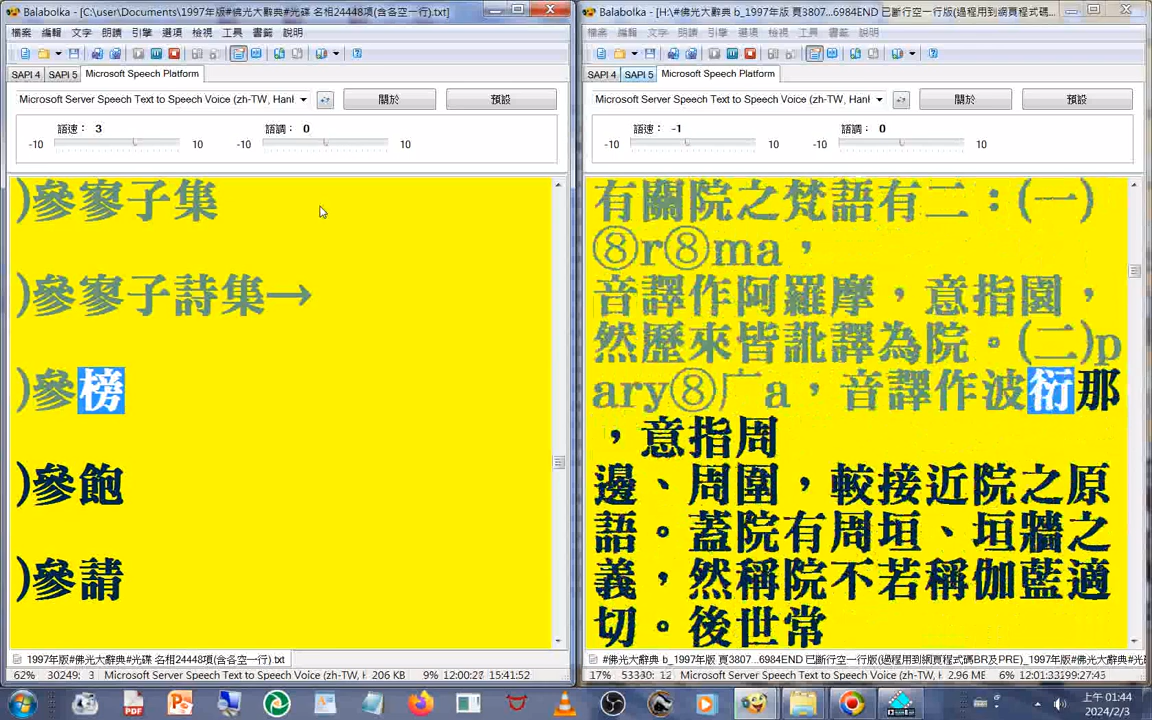 Balabolka - [C:\user\Documents\1997年版#佛光大辭典#光碟 名相24448項(含各空一行).txt]
檔案 編輯 文字 朗讀 引擎 選項 檢視 工具 書籤 說明
SAPI 4 SAPI 5 Microsoft Speech Platform
Microsoft Server Speech Text to Speech Voice (zh-TW, Hanl
關於 預設
語速： 3 語調： 0
-10 10 -10 10
)參寥子集
)參寥子詩集→
)參榜
)參飽
)參請
1997年版#佛光大辭典#光碟 名相24448項(含各空一行).txt
62% 30249: 3 Microsoft Server Speech Text to Speech Voice (zh-TW, H 206 KB 9% 12:00:27 15:41:52
Balabolka - [H:\#佛光大辭典 b_1997年版 頁3807...6984END 已斷行空一行版(過程用到網頁程式碼...
檔案 編輯 文字 朗讀 引擎 選項 檢視 工具 書籤 說明
SAPI 4 SAPI 5 Microsoft Speech Platform
Microsoft Server Speech Text to Speech Voice (zh-TW, Hanl
關於 預設
語速： -1 語調： 0
-10 10 -10 10
有關院之梵語有二：(一)
⑧r⑧ma，
音譯作阿羅摩，意指園，
然歷來皆訛譯為院。(二)p
ary⑧厂a，音譯作波衍那
，意指周
邊、周圍，較接近院之原
語。蓋院有周垣、垣牆之
義，然稱院不若稱伽藍適
切。後世常
#佛光大辭典 b_1997年版 頁3807...6984END 已斷行空一行版(過程用到網頁程式碼BR及PRE)_1997年版#光
17% 53330: 12 Microsoft Server Speech Text to Speech Voice (zh-TW, H 2.96 MB 6% 12:01:33 199:27:43
上午 01:44
2024/2/3